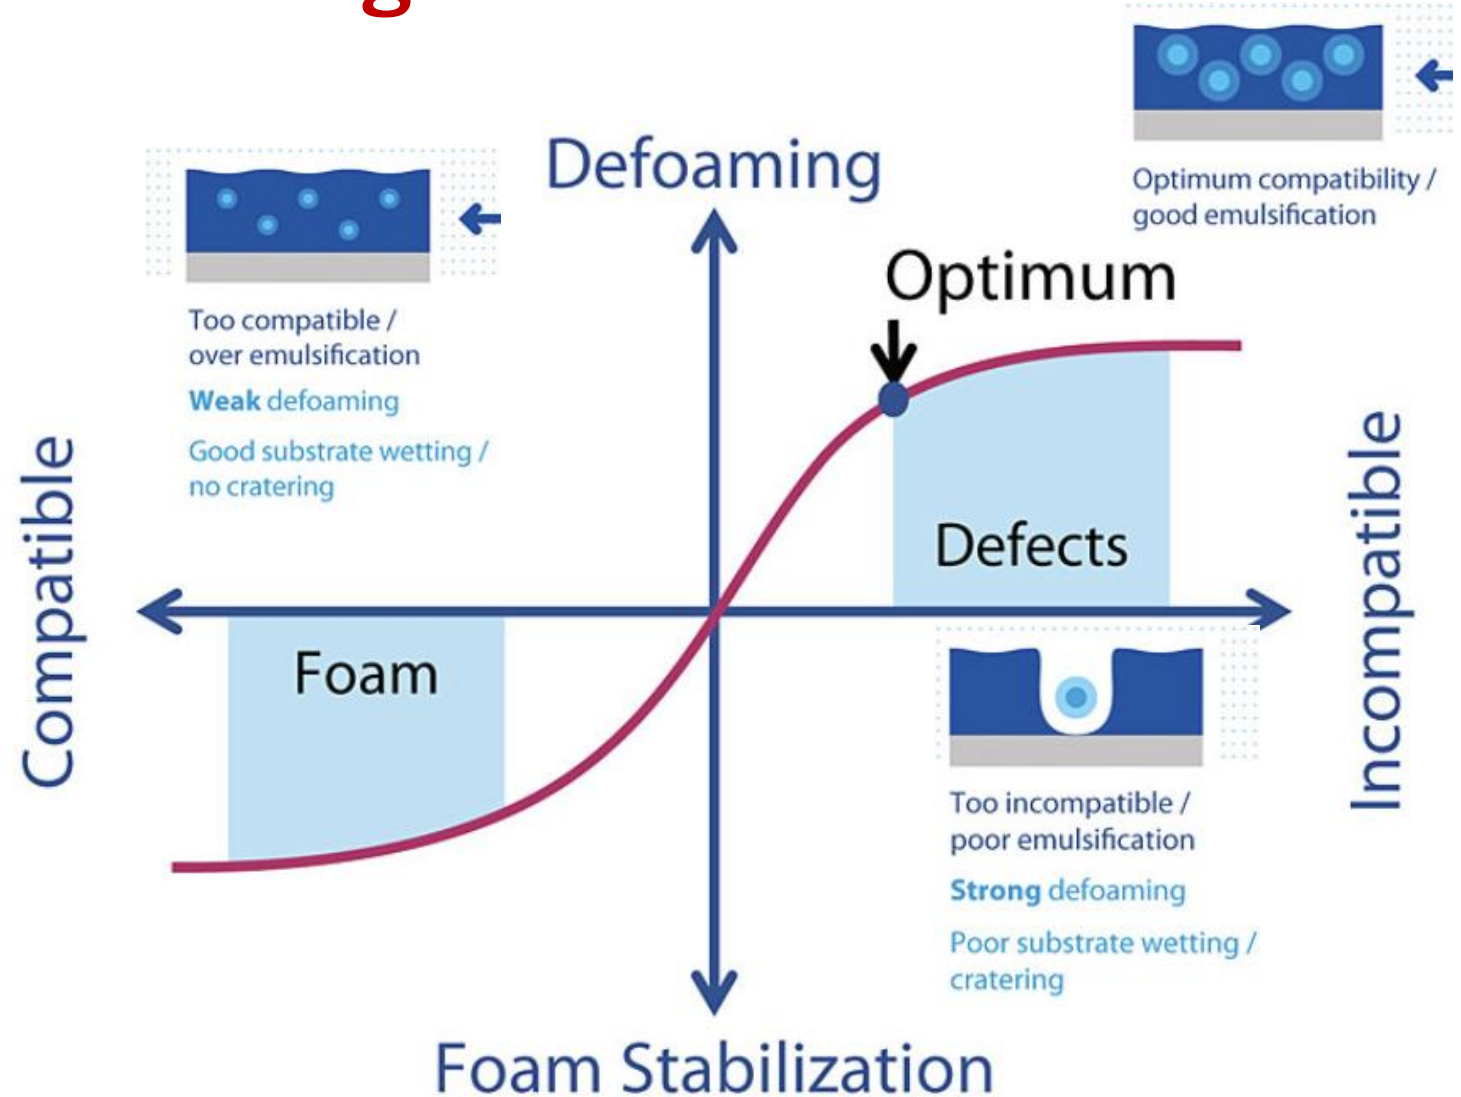 g
Optimum compatibility /
good emulsification
Defoaming
Optimum
Too compatible /
over emulsification
Weak defoaming
Good substrate wetting /
no cratering
Compatible
Incompatible
Defects
Foam
Too incompatible /
poor emulsification
Strong defoaming
Poor substrate wetting /
cratering
Foam Stabilization